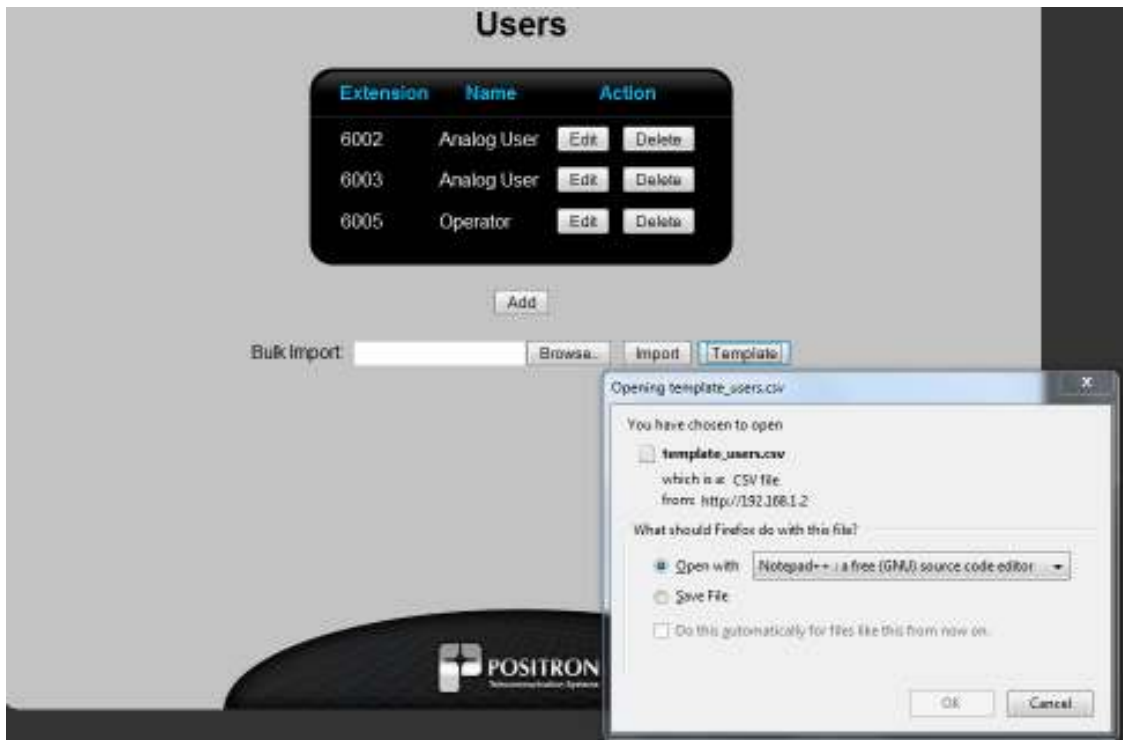 Users
Extension Name Action
6002 Analog User Edit Delete
6003 Analog User Edit Delete
6005 Operator Edit Delete
Add
Bulk Import: Browse.. Import Template
Opening template_users.csv X
You have chosen to open
template_users.csv
which is a: CSV file
from: http://192.168.1.2
What should Firefox do with this file?
Open with Notepad++ : a free (GNU) source code editor
Save File
Do this automatically for files like this from now on.
OK Cancel
POSITRON
Telecommunication Systems